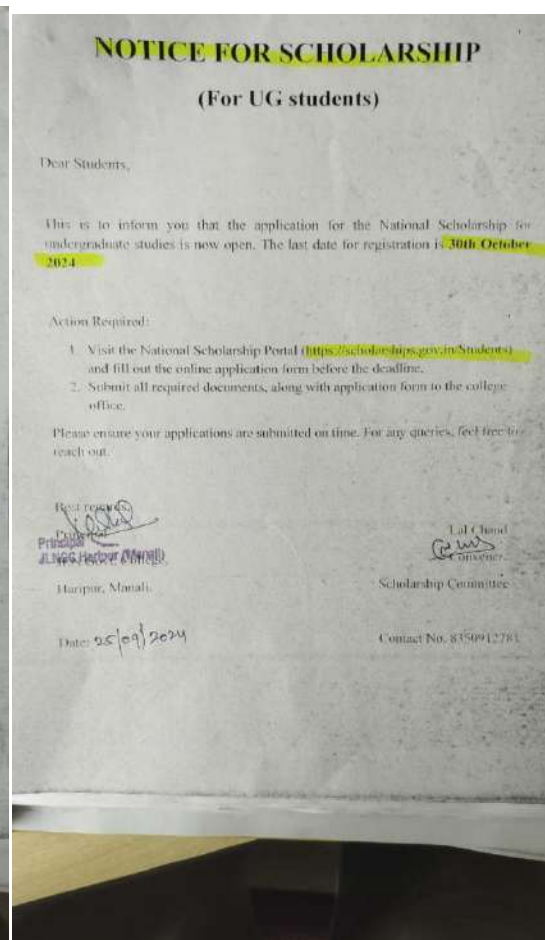 NOTICE FOR SCHOLARSHIP
(For UG students)
Dear Students,
This is to inform you that the application for the National Scholarship for
undergraduate studies is now open. The last date for registration is 30th October
2024
Action Required:
1. Visit the National Scholarship Portal (https://scholarships.gov.in/Students)
and fill out the online application form before the deadline.
2. Submit all required documents, along with application form to the college
office.
Please ensure your applications are submitted on time. For any queries, feel free to
reach out.
Best regards,
Principal
Principal
JLNGC Haripur (Manali)
Haripur, Manali.
Date: 25/09/2024
Lal Chand
Convener
Scholarship Committee
Contact No. 8350912781